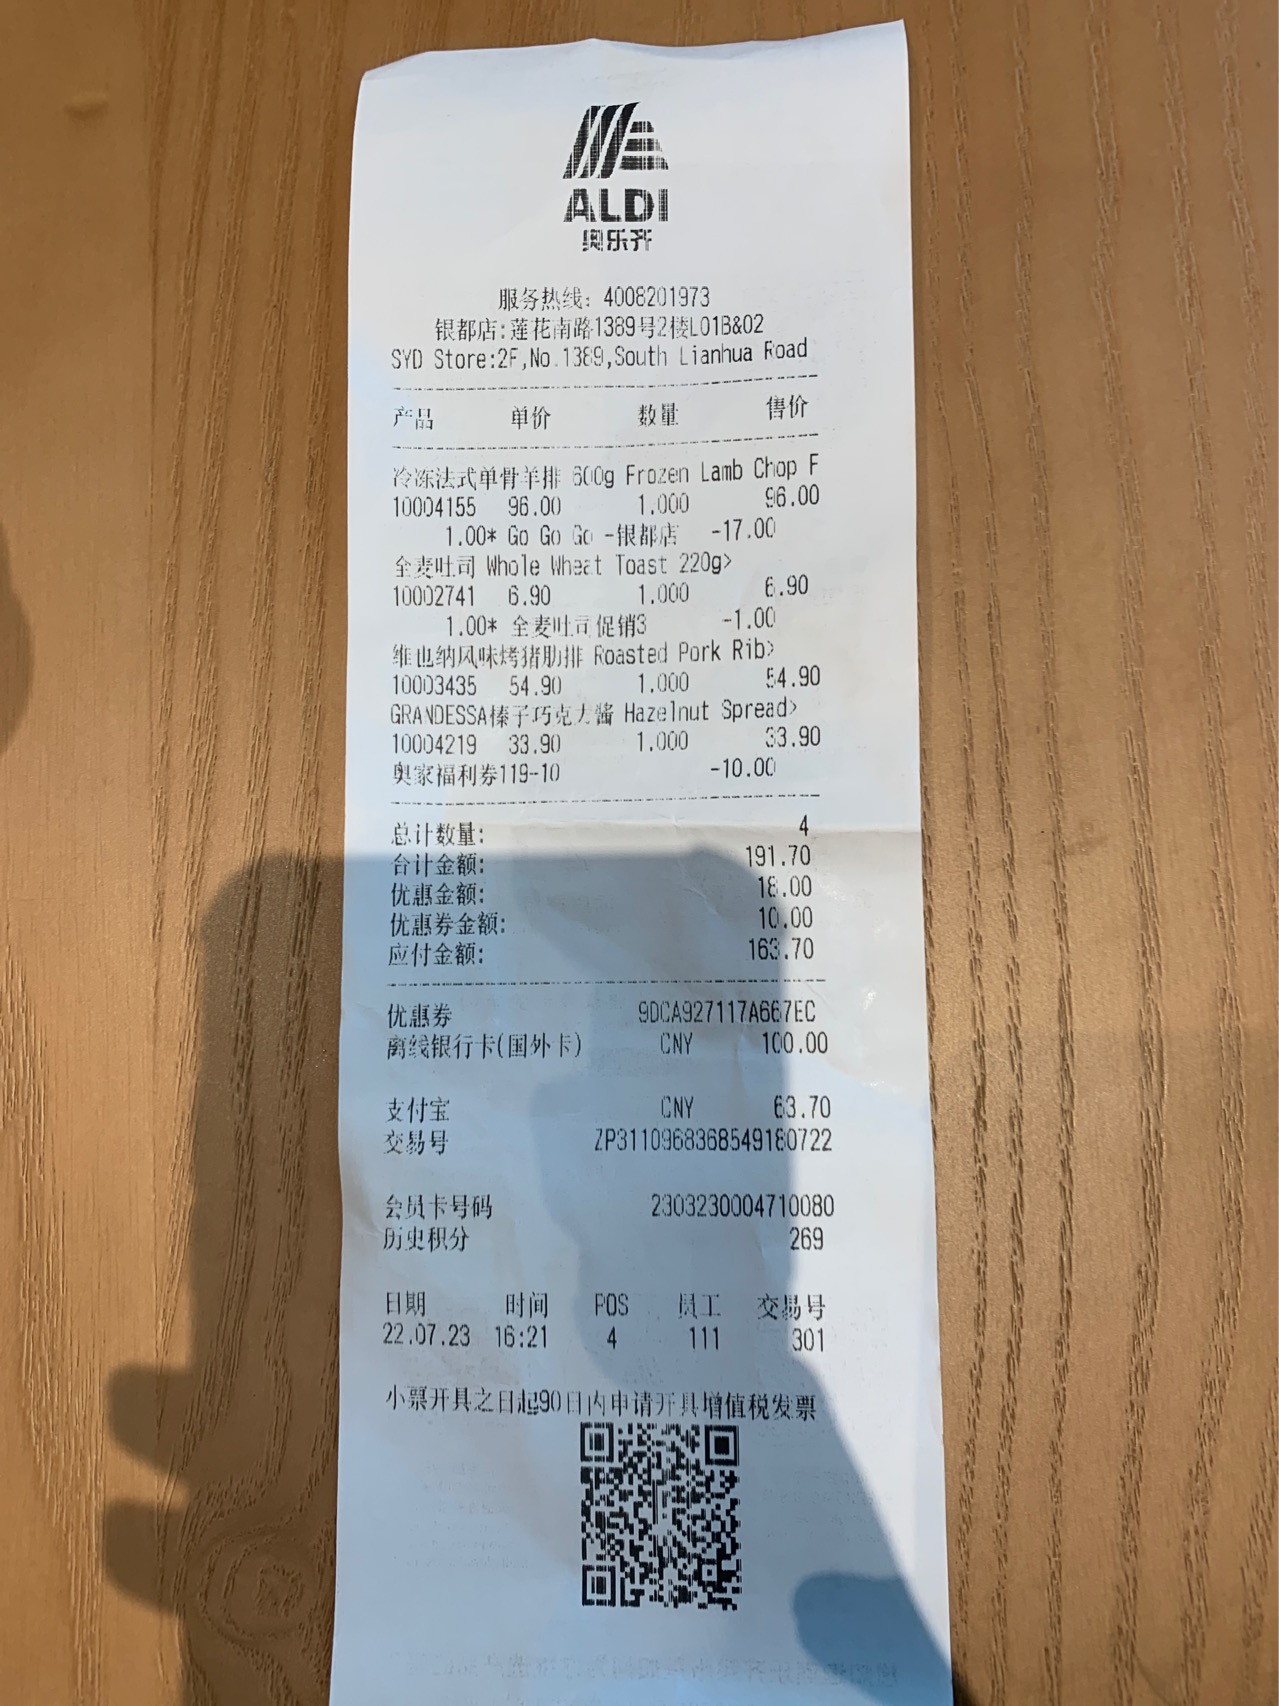 ALDI
奥乐齐
服务热线: 4008201973
银都店:莲花南路1389号2楼L01B&02
SYD Store:2F,No.1389,South Lianhua Road
产品 单价 数量 售价
冷冻法式单骨羊排 600g Frozen Lamb Chop F
10004155 96.00 1.000 96.00
1.00* Go Go Go -银都店 -17.00
全麦吐司 Whole Wheat Toast 220g>
10002741 6.90 1.000 6.90
1.00* 全麦吐司促销3 -1.00
维也纳风味烤猪肋排 Roasted Pork Rib>
10003435 54.90 1.000 54.90
GRANDESSA榛子巧克力酱 Hazelnut Spread>
10004219 33.90 1.000 33.90
奥家福利券119-10 -10.00
总计数量: 4
合计金额: 191.70
优惠金额: 18.00
优惠券金额: 10.00
应付金额: 163.70
优惠券 9DCA927117A667EC
离线银行卡(国外卡) CNY 100.00
支付宝 CNY 63.70
交易号 ZP3110968368549180722
会员卡号码 2303230004710080
历史积分 269
日期 时间 POS 员工 交易号
22.07.23 16:21 4 111 301
小票开具之日起90日内申请开具增值税发票